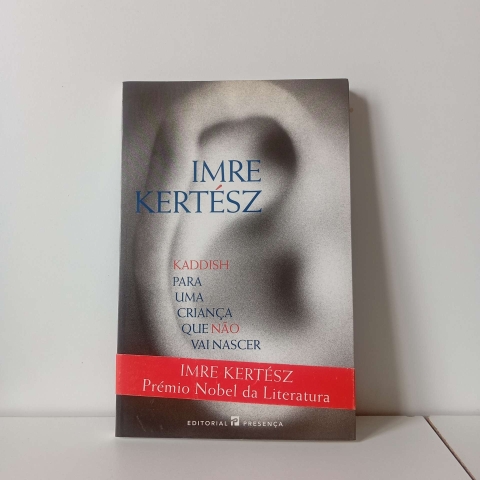 IMRE
KERTÉSZ
KADDISH
PARA
UMA
CRIANÇA
QUE NÃO
VAI NASCER
IMRE KERTÉSZ
Prémio Nobel da Literatura
EDITORIAL PRESENÇA